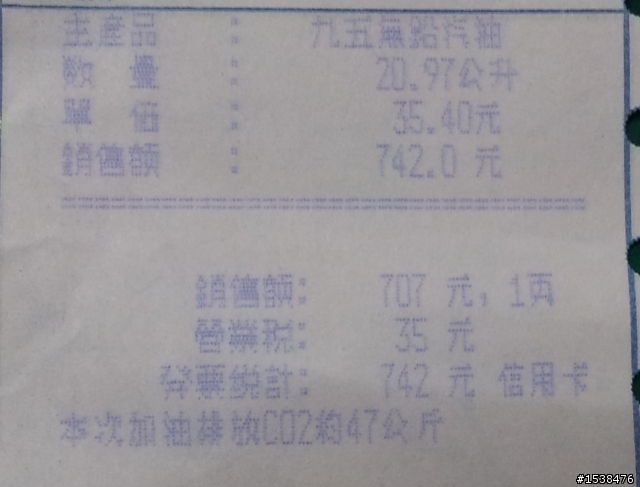 主產品 : 九五無鉛汽油
數 量 : 20.97公升
單 價 : 35.40元
銷售額 : 742.0 元
銷售額: 707 元, 1丙
營業稅: 35 元
發票總計: 742 元 信用卡
本次加油排放CO2約47公斤
#1538476